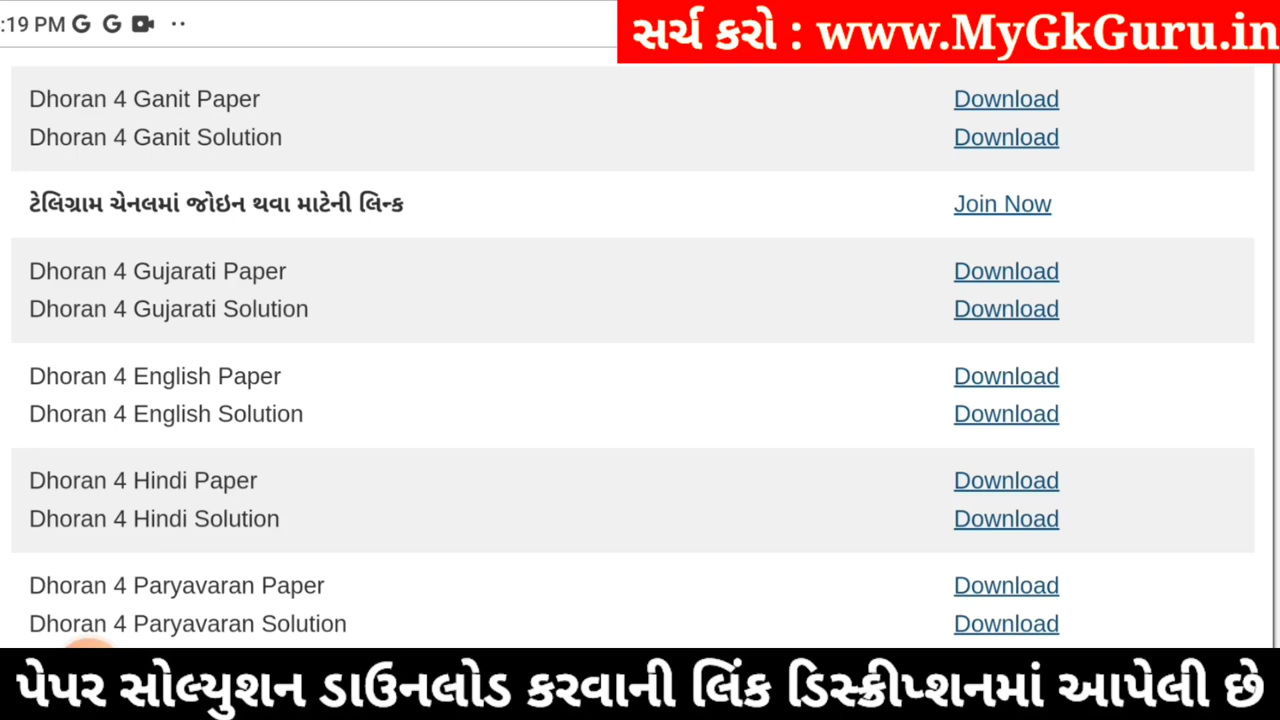 :19 PM G G ··
સર્ચ કરો : www.MyGkGuru.in
Dhoran 4 Ganit Paper Download
Dhoran 4 Ganit Solution Download
ટેલિગ્રામ ચેનલમાં જોઇન થવા માટેની લિન્ક Join Now
Dhoran 4 Gujarati Paper Download
Dhoran 4 Gujarati Solution Download
Dhoran 4 English Paper Download
Dhoran 4 English Solution Download
Dhoran 4 Hindi Paper Download
Dhoran 4 Hindi Solution Download
Dhoran 4 Paryavaran Paper Download
Dhoran 4 Paryavaran Solution Download
પેપર સોલ્યુશન ડાઉનલોડ કરવાની લિંક ડિસ્ક્રીપ્શનમાં આપેલી છે